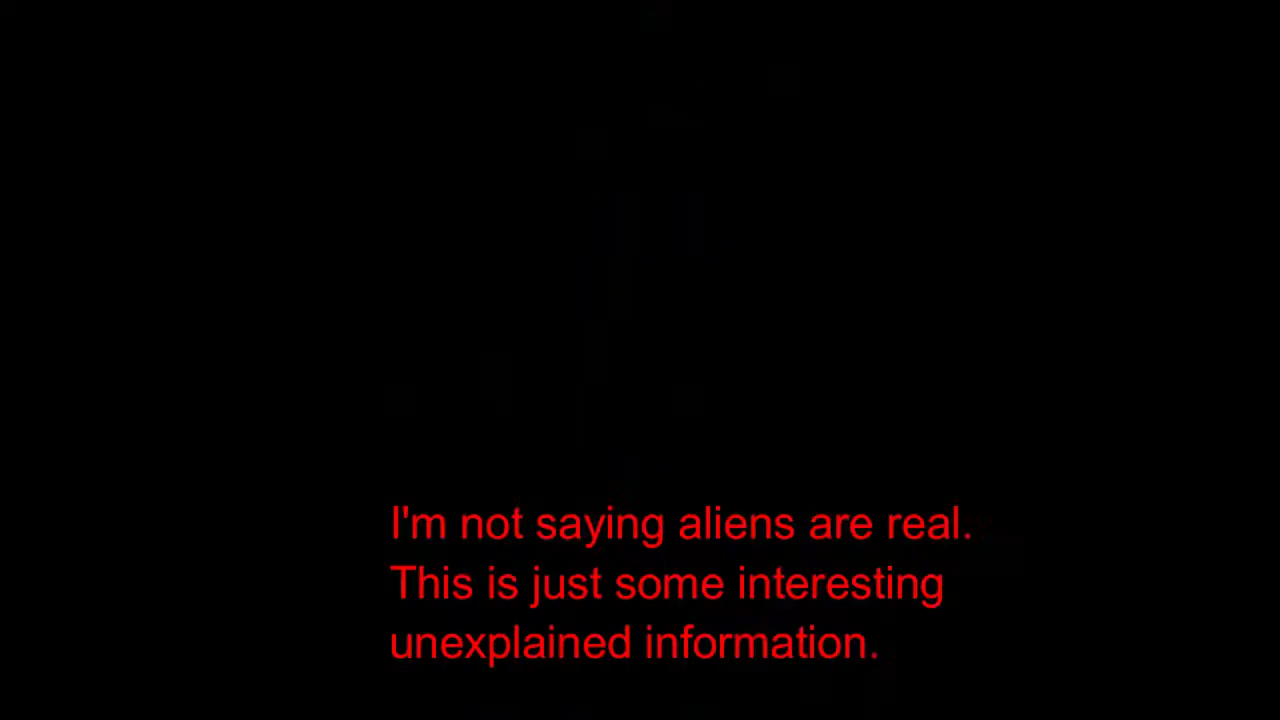 I'm not saying aliens are real.
This is just some interesting
unexplained information.